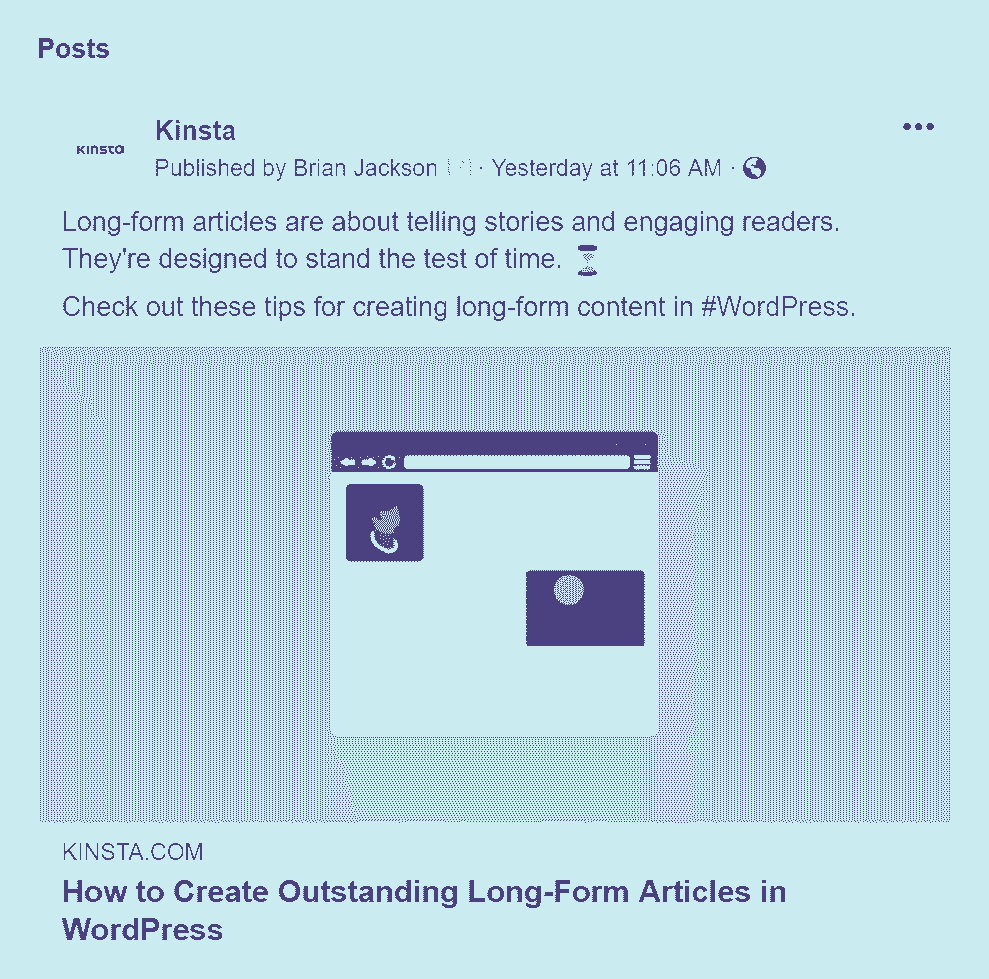 Posts
KINSTA
Kinsta
Published by Brian Jackson · Yesterday at 11:06 AM ·
Long-form articles are about telling stories and engaging readers.
They're designed to stand the test of time. ⏳
Check out these tips for creating long-form content in #WordPress.
KINSTA.COM
How to Create Outstanding Long-Form Articles in
WordPress